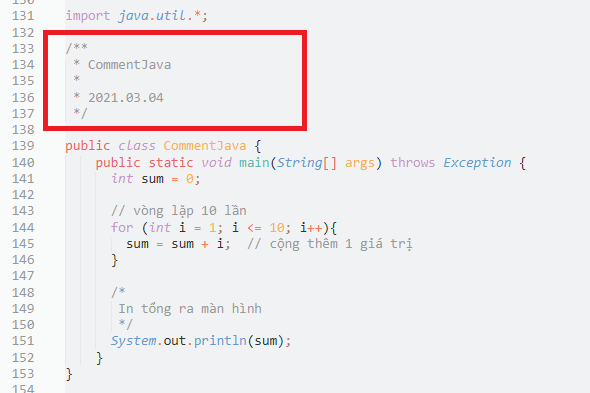 130
131 import java.util.*;
132
133 /**
134  * CommentJava
135  *
136  * 2021.03.04
137  */
138
139 public class CommentJava {
140     public static void main(String[] args) throws Exception {
141       int sum = 0;
142
143       // vòng lặp 10 lần
144       for (int i = 1; i <= 10; i++){
145         sum = sum + i;  // cộng thêm 1 giá trị
146       }
147
148       /*
149        In tổng ra màn hình
150        */
151       System.out.println(sum);
152     }
153 }
154